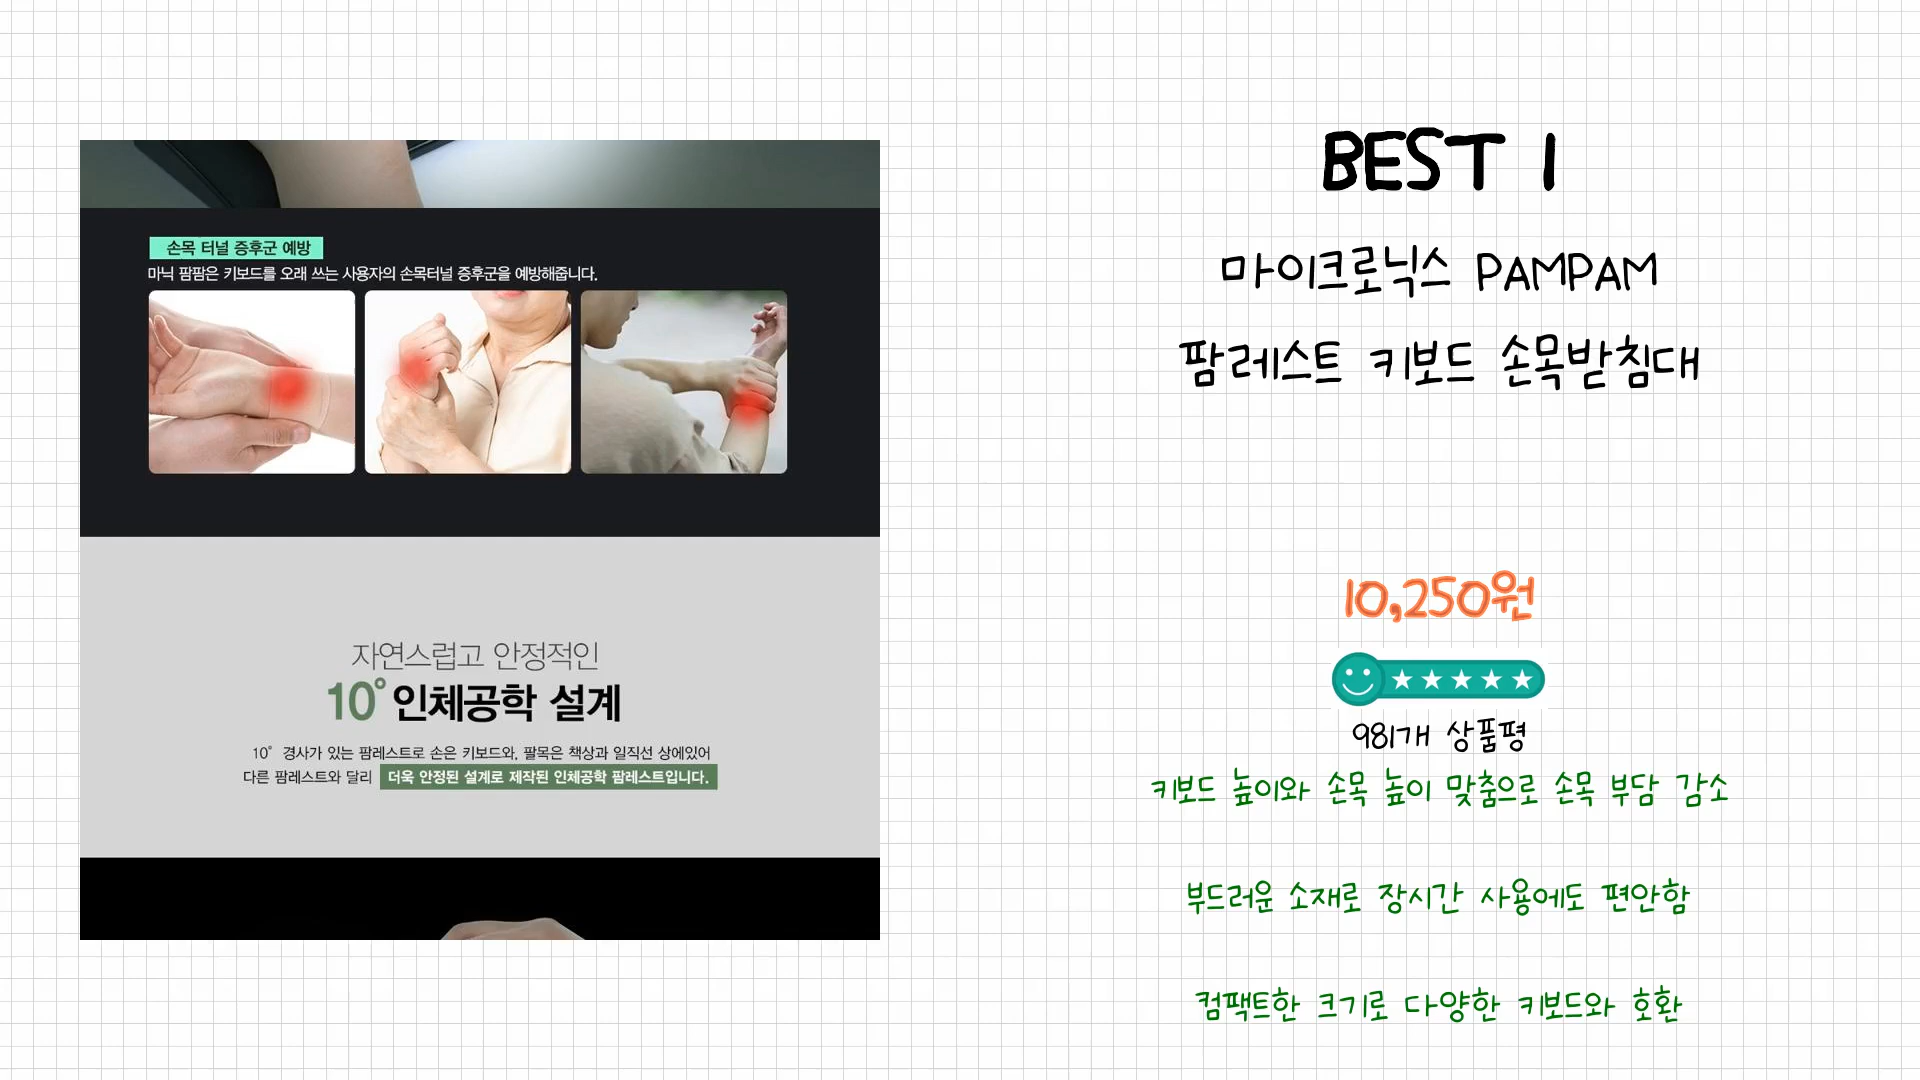 손목 터널 증후군 예방
마닉 팜팜은 키보드를 오래 쓰는 사용자의 손목터널 증후군을 예방해줍니다.
자연스럽고 안정적인
10° 인체공학 설계
10° 경사가 있는 팜레스트로 손은 키보드와, 팔목은 책상과 일직선 상에있어
다른 팜레스트와 달리 더욱 안정된 설계로 제작된 인체공학 팜레스트입니다.
BEST 1
마이크로닉스 PAMPAM
팜레스트 키보드 손목받침대
10,250원
981개 상품평
키보드 높이와 손목 높이 맞춤으로 손목 부담 감소
부드러운 소재로 장시간 사용에도 편안함
컴팩트한 크기로 다양한 키보드와 호환